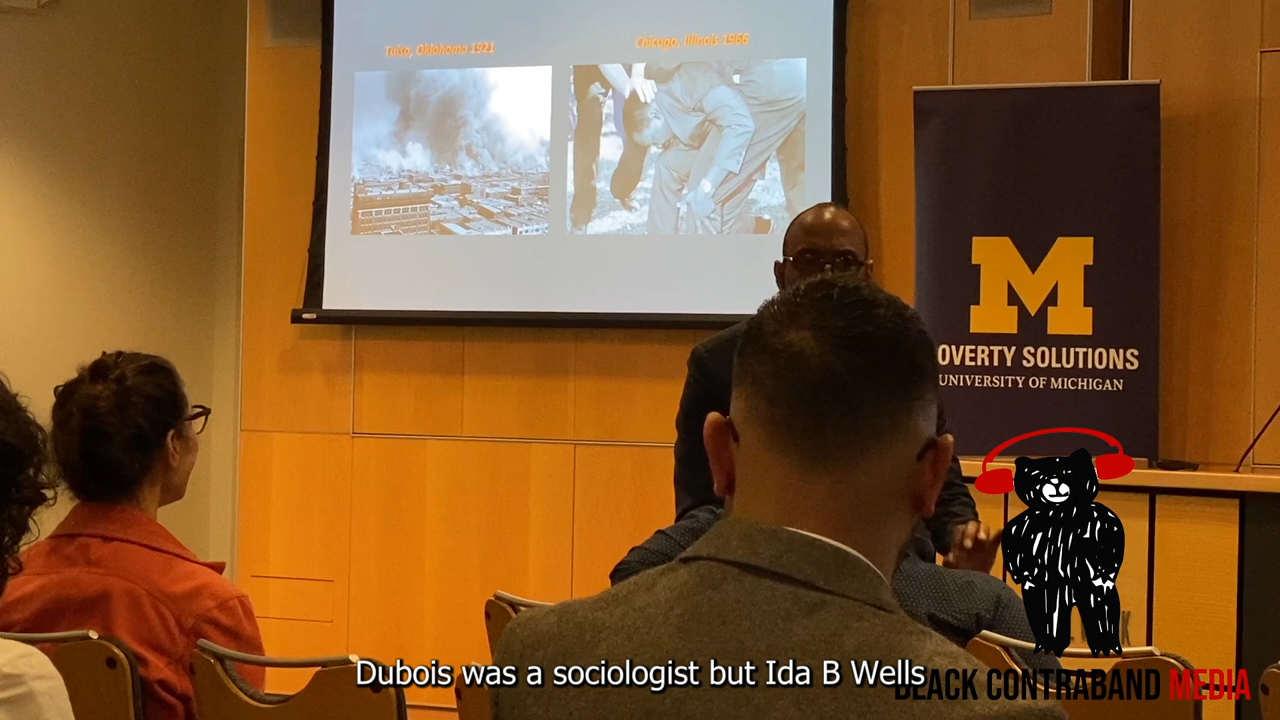 Tulsa, Oklahoma 1921
Chicago, Illinois 1966
M
OVERTY SOLUTIONS
UNIVERSITY OF MICHIGAN
Dubois was a sociologist but Ida B Wells
BLACK CONTRABAND MEDIA